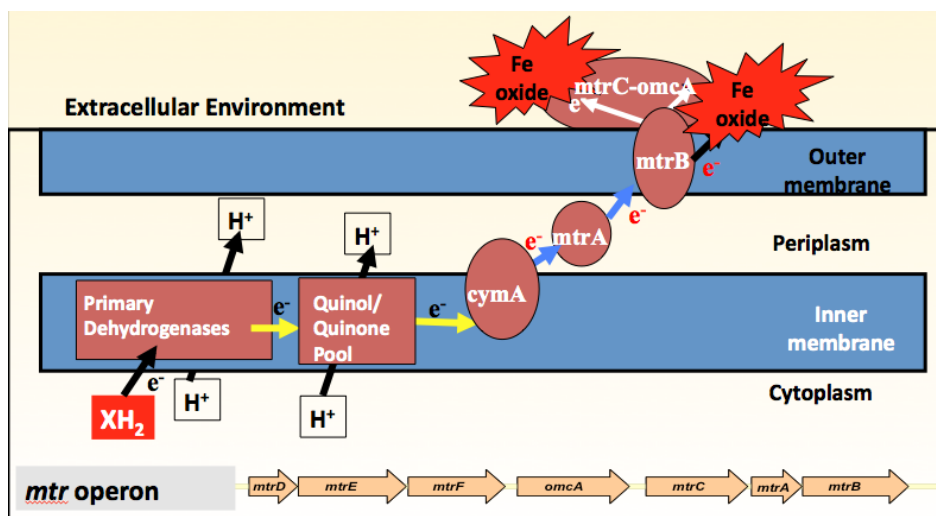 Fe
oxide
mtrC-omcA
e
Fe
oxide
Extracellular Environment
mtrB
Outer
membrane
e-
e-
H+
H+
mtrA
e-
Periplasm
cymA
Primary
Dehydrogenases
e-
Quinol/
Quinone
Pool
e-
Inner
membrane
e-
H+
H+
XH2
Cytoplasm
mtr operon
mtrD
mtrE
mtrF
omcA
mtrC
mtrA
mtrB